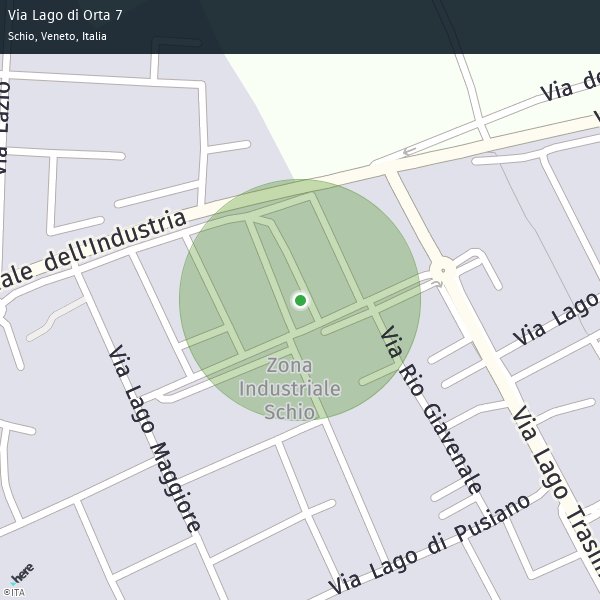 Via Lago di Orta 7
Schio, Veneto, Italia
Via Lazio
Via de
ale dell'Industria
Zona
Industriale
Schio
Via Lago
Via Rio Giavenale
Via Lago Maggiore
Via Lago Trasim
Via Lago di Pusiano
here
©ITA